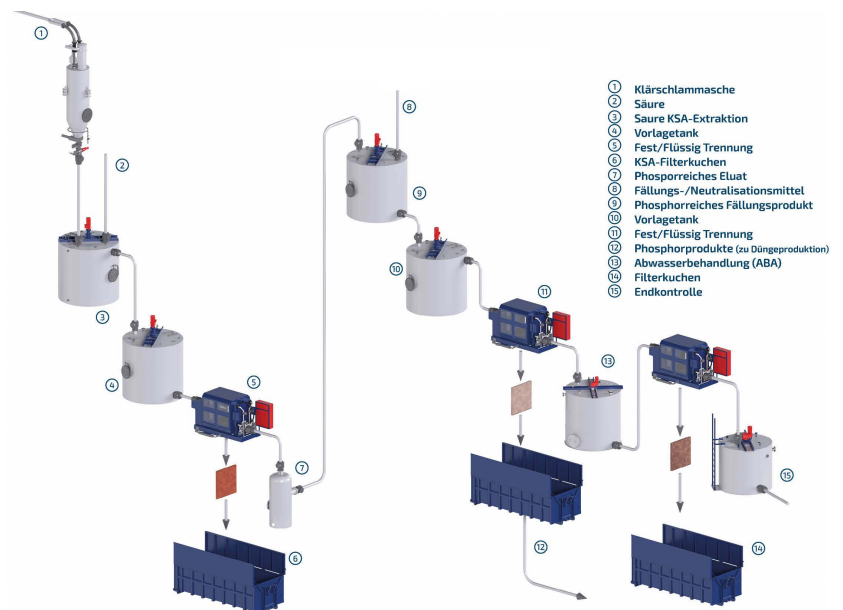 ① Klärschlammasche
② Säure
③ Saure KSA-Extraktion
④ Vorlagetank
⑤ Fest/Flüssig Trennung
⑥ KSA-Filterkuchen
⑦ Phosporreiches Eluat
⑧ Fällungs-/Neutralisationsmittel
⑨ Phosphorreiches Fällungsprodukt
⑩ Vorlagetank
⑪ Fest/Flüssig Trennung
⑫ Phosphorprodukte (zu Düngeproduktion)
⑬ Abwasserbehandlung (ABA)
⑭ Filterkuchen
⑮ Endkontrolle
①
②
③
④
⑤
⑥
⑦
⑧
⑨
⑩
⑪
⑫
⑬
⑭
⑮